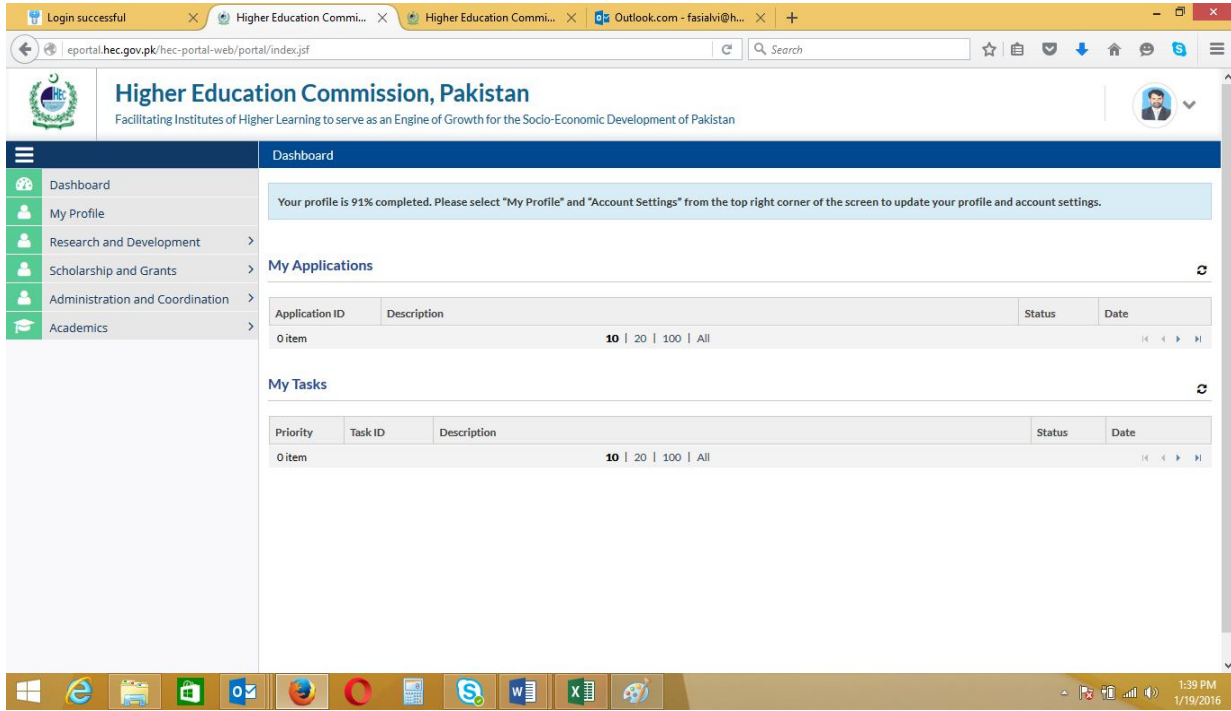 Login successful
Higher Education Commi...
Higher Education Commi...
Outlook.com - fasialvi@h...
eportal.hec.gov.pk/hec-portal-web/portal/index.jsf
Search
HEC
Higher Education Commission, Pakistan
Facilitating Institutes of Higher Learning to serve as an Engine of Growth for the Socio-Economic Development of Pakistan
Dashboard
Dashboard
My Profile
Research and Development
Scholarship and Grants
Administration and Coordination
Academics
Your profile is 91% completed. Please select "My Profile" and "Account Settings" from the top right corner of the screen to update your profile and account settings.
My Applications
Application ID Description Status Date
0 item 10 | 20 | 100 | All
My Tasks
Priority Task ID Description Status Date
0 item 10 | 20 | 100 | All
1:39 PM
1/19/2016